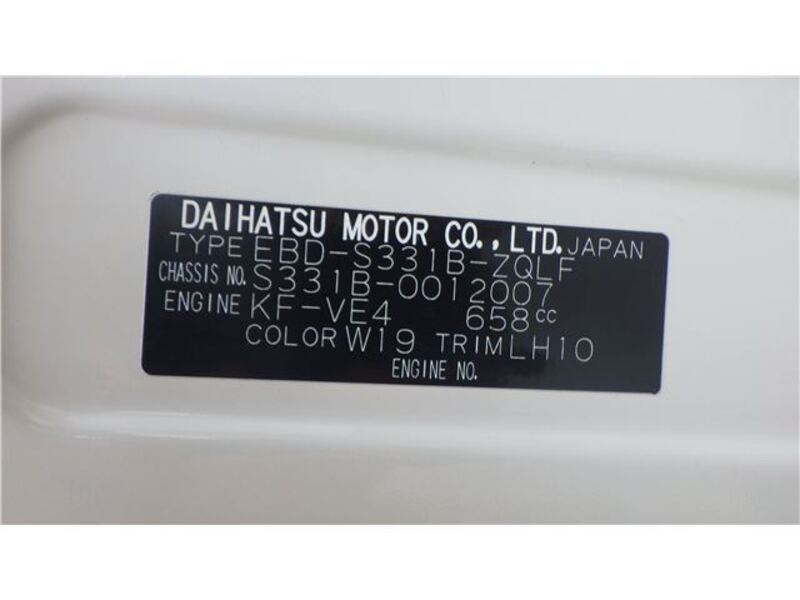 DAIHATSU MOTOR CO., LTD. JAPAN
TYPE EBD-S331B-ZQLF
CHASSIS NO. S331B-0012007
ENGINE KF-VE4 658cc
COLOR W19 TRIM LH10
ENGINE NO.